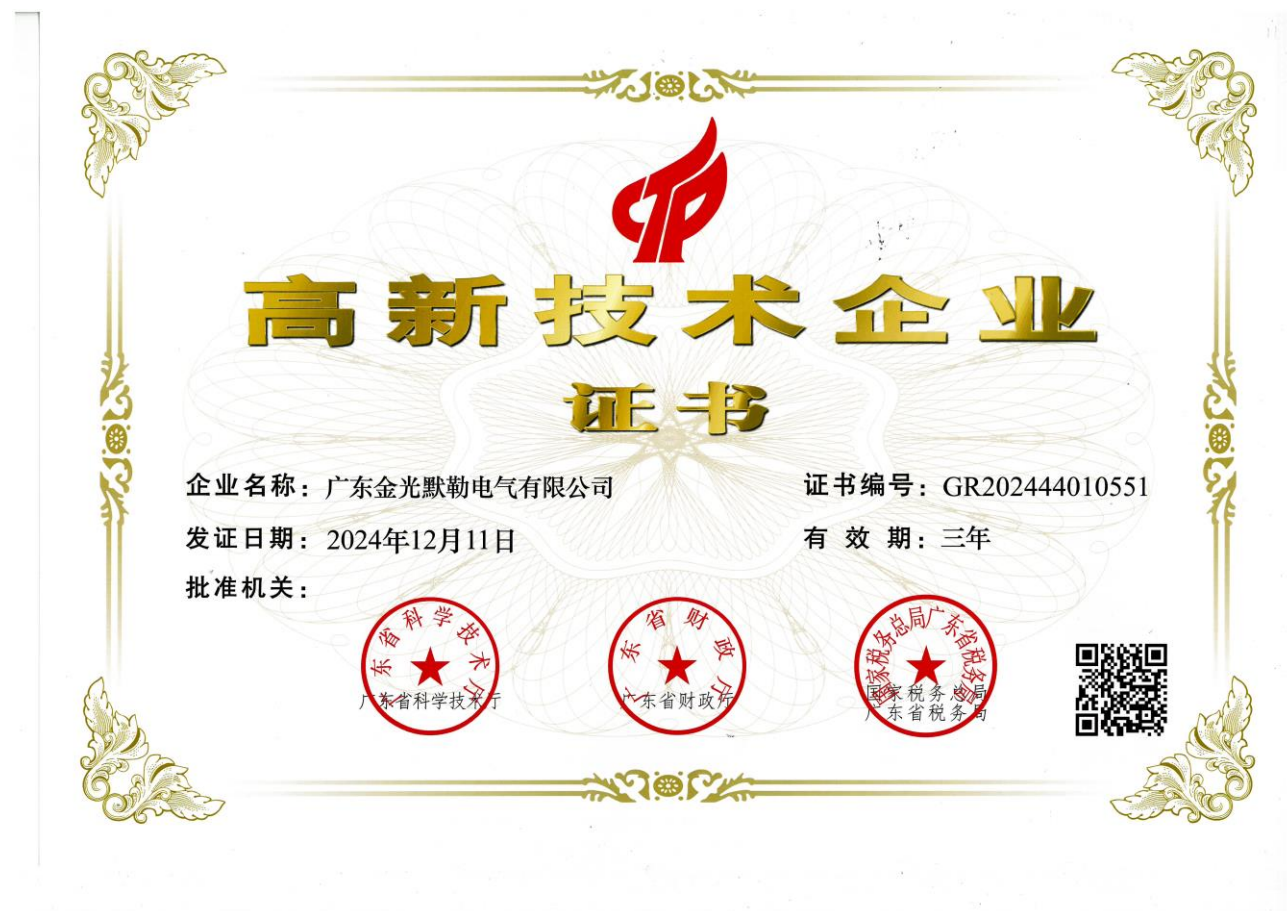 高新技术企业
证书
企业名称：广东金光默勒电气有限公司
证书编号：GR202444010551
发证日期：2024年12月11日
有效期：三年
批准机关：
广东省科学技术厅
广东省科学技术厅
广东省财政厅
广东省财政厅
国家税务总局广东省税务局
国家税务总局
广东省税务局